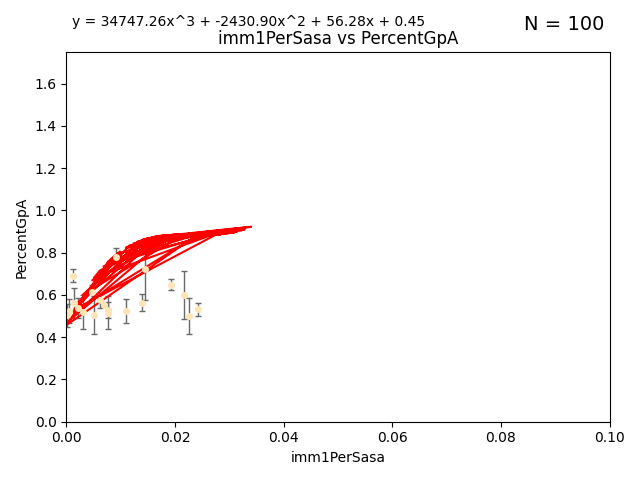 y = 34747.26x^3 + -2430.90x^2 + 56.28x + 0.45
N = 100
imm1PerSasa vs PercentGpA
1.6
1.4
1.2
1.0
0.8
0.6
0.4
0.2
0.0
PercentGpA
0.00 0.02 0.04 0.06 0.08 0.10
imm1PerSasa